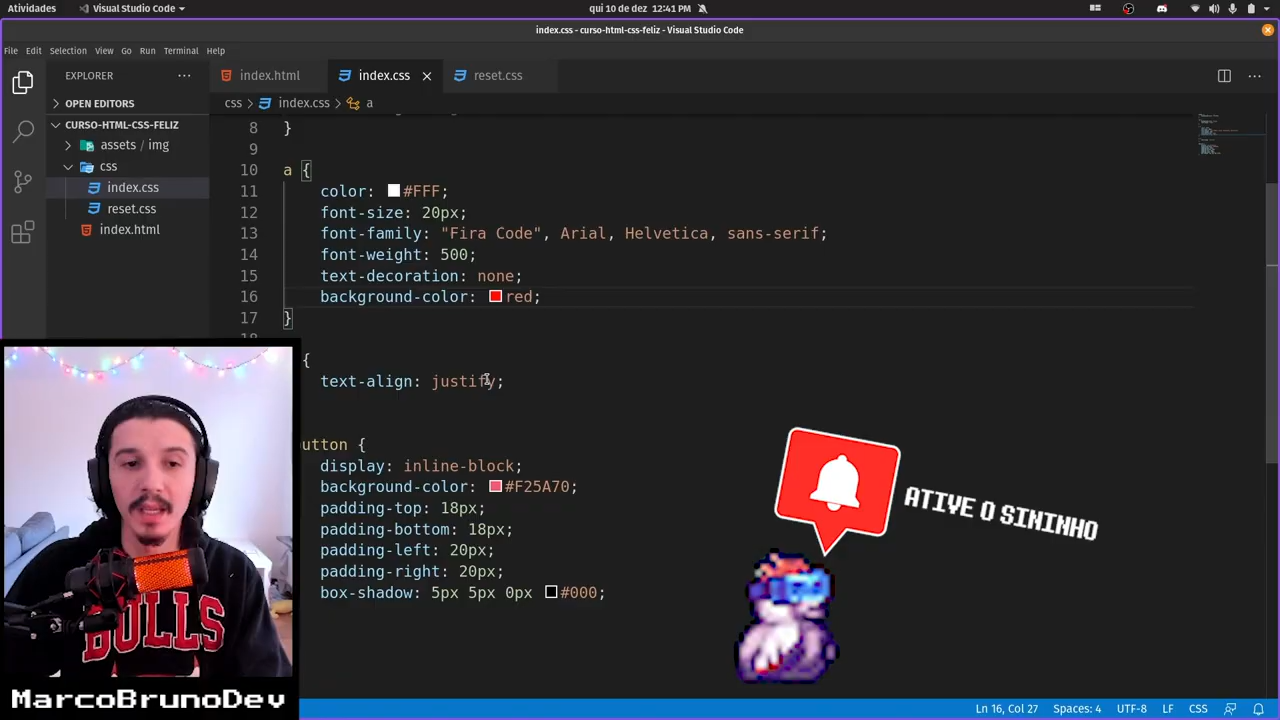 Atividades
Visual Studio Code
qui 10 de dez 12:41 PM
index.css - curso-html-css-feliz - Visual Studio Code
File Edit Selection View Go Run Terminal Help
EXPLORER
OPEN EDITORS
CURSO-HTML-CSS-FELIZ
assets / img
css
index.css
reset.css
index.html
index.html
index.css
reset.css
css
index.css
a
8 }
9
10 a {
11 color: #FFF;
12 font-size: 20px;
13 font-family: "Fira Code", Arial, Helvetica, sans-serif;
14 font-weight: 500;
15 text-decoration: none;
16 background-color: red;
17 }
{
text-align: justify;
utton {
display: inline-block;
background-color: #F25A70;
padding-top: 18px;
padding-bottom: 18px;
padding-left: 20px;
padding-right: 20px;
box-shadow: 5px 5px 0px #000;
ATIVE O SININHO
BULLS
MarcoBrunoDev
Ln 16, Col 27
Spaces: 4
UTF-8
LF
CSS